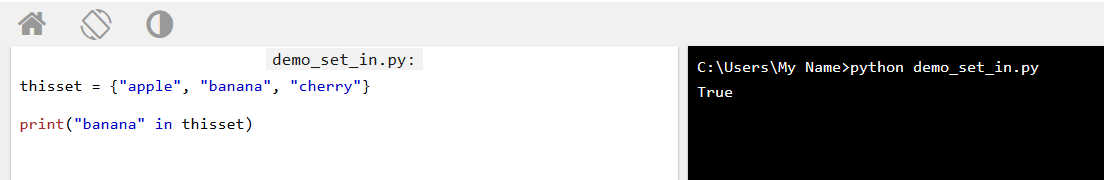 demo_set_in.py:
thisset = {"apple", "banana", "cherry"}
print("banana" in thisset)
C:\Users\My Name>python demo_set_in.py
True